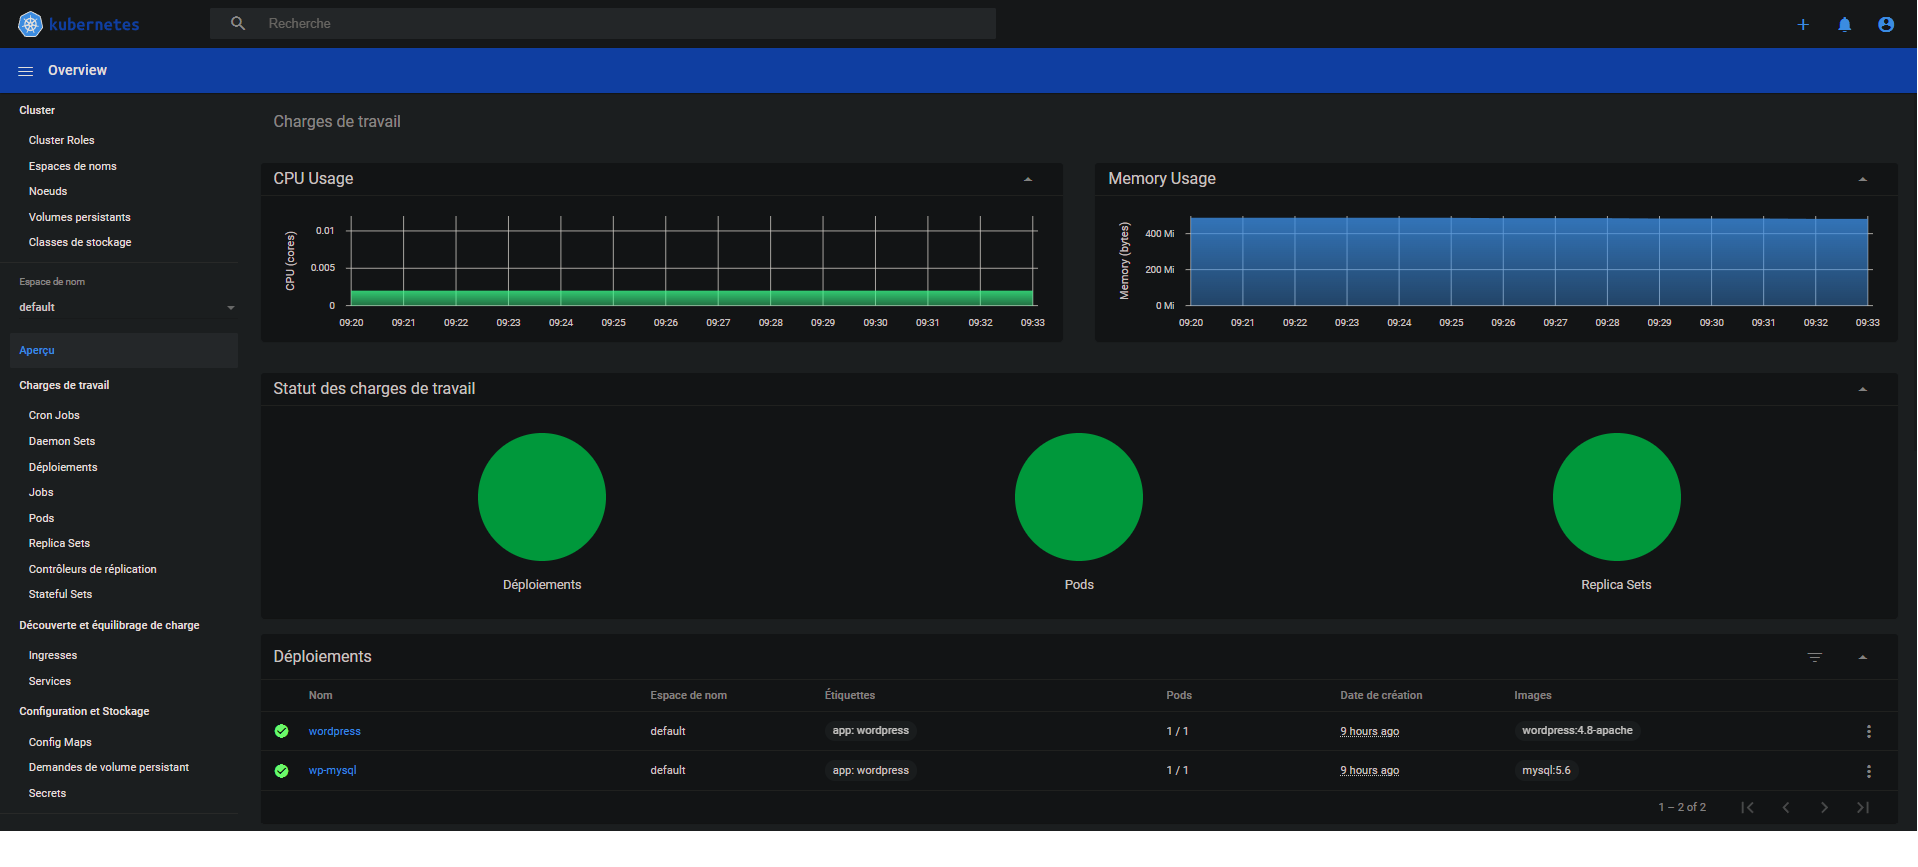 kubernetes
Recherche
Overview
Cluster
Cluster Roles
Espaces de noms
Noeuds
Volumes persistants
Classes de stockage
Espace de nom
default
Aperçu
Charges de travail
Cron Jobs
Daemon Sets
Déploiements
Jobs
Pods
Replica Sets
Contrôleurs de réplication
Stateful Sets
Découverte et équilibrage de charge
Ingresses
Services
Configuration et Stockage
Config Maps
Demandes de volume persistant
Secrets
Charges de travail
CPU Usage
CPU (cores)
0.01
0.005
0
09:20 09:21 09:22 09:23 09:24 09:25 09:26 09:27 09:28 09:29 09:30 09:31 09:32 09:33
Memory Usage
Memory (bytes)
400 Mi
200 Mi
0 Mi
09:20 09:21 09:22 09:23 09:24 09:25 09:26 09:27 09:28 09:29 09:30 09:31 09:32 09:33
Statut des charges de travail
Déploiements Pods Replica Sets
Déploiements
Nom Espace de nom Étiquettes Pods Date de création Images
wordpress default app: wordpress 1 / 1 9 hours ago wordpress:4.8-apache
wp-mysql default app: wordpress 1 / 1 9 hours ago mysql:5.6
1 – 2 of 2